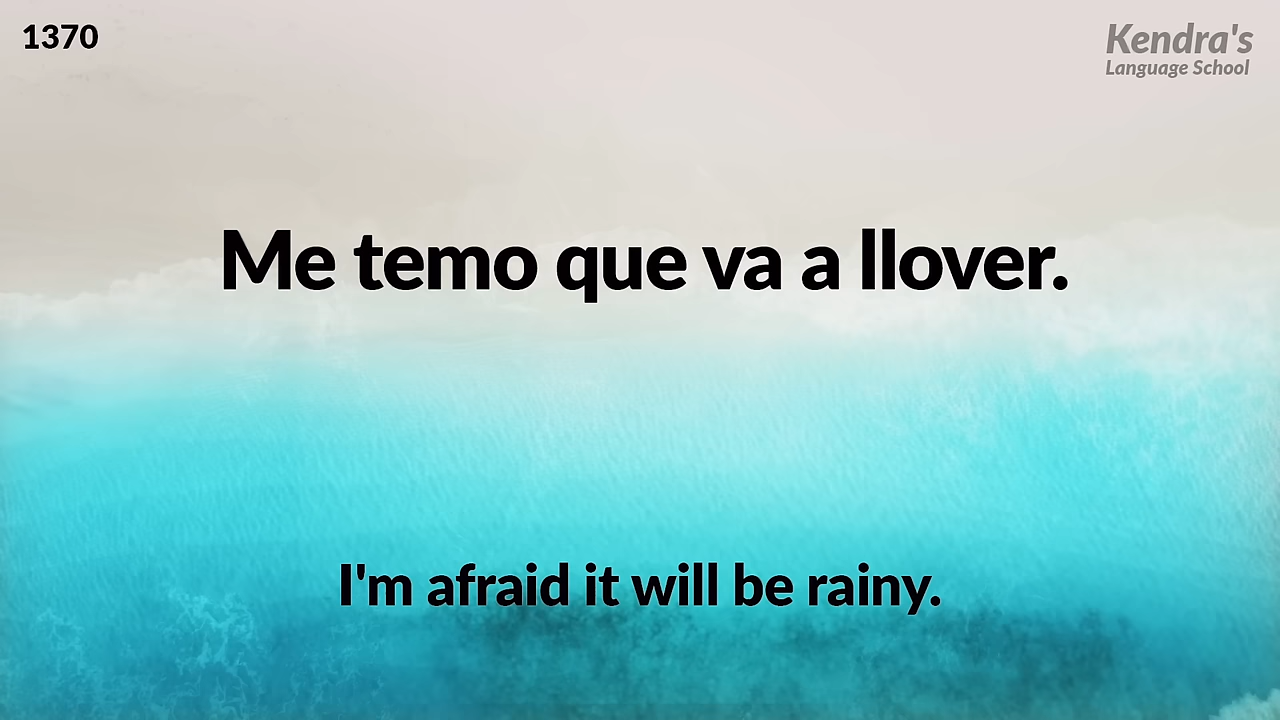 1370
Kendra's
Language School
Me temo que va a llover.
I'm afraid it will be rainy.